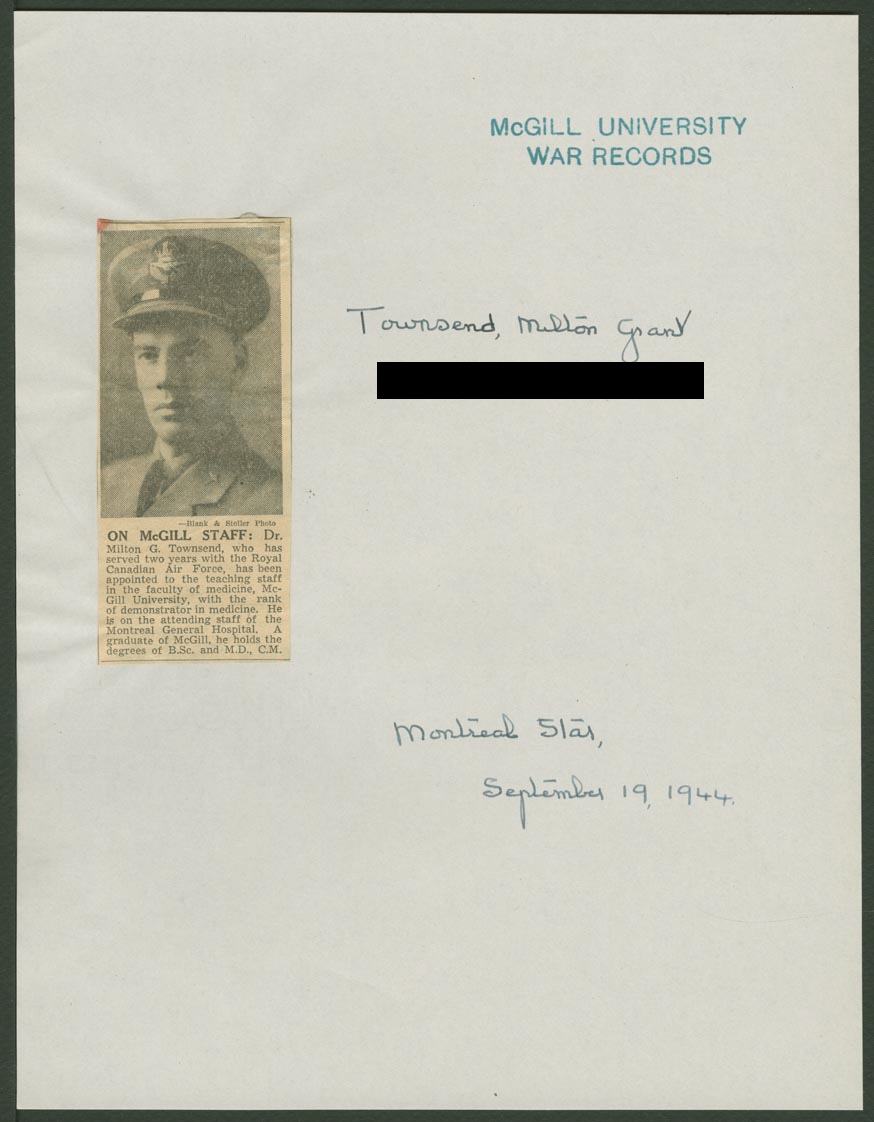 McGILL UNIVERSITY
WAR RECORDS
Townsend, Milton Grant
—Blank & Stoller Photo
ON McGILL STAFF: Dr.
Milton G. Townsend, who has
served two years with the Royal
Canadian Air Force, has been
appointed to the teaching staff
in the faculty of medicine, Mc-
Gill University, with the rank
of demonstrator in medicine. He
is on the attending staff of the
Montreal General Hospital. A
graduate of McGill, he holds the
degrees of B.Sc. and M.D., C.M.
Montreal Star,
September 19, 1944.